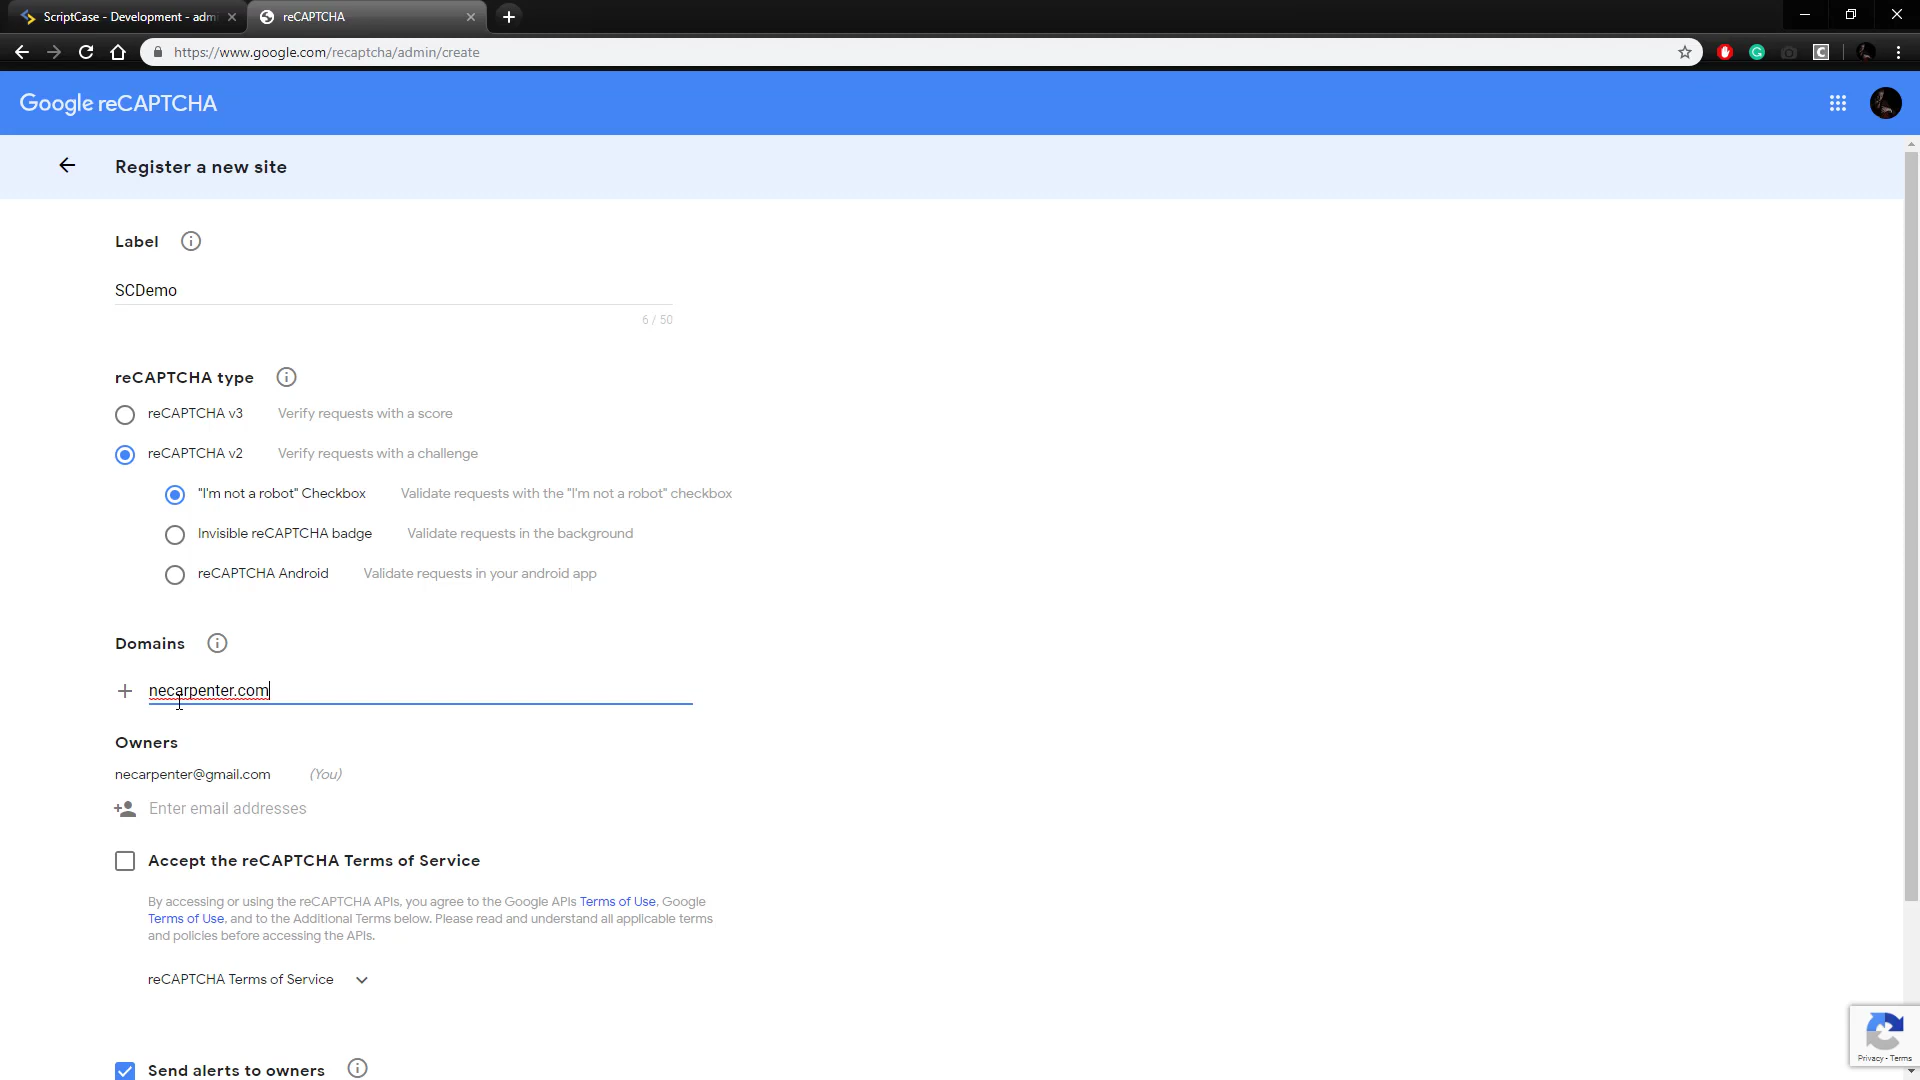 ScriptCase - Development - adm
reCAPTCHA
https://www.google.com/recaptcha/admin/create
Google reCAPTCHA
Register a new site
Label
SCDemo
6 / 50
reCAPTCHA type
reCAPTCHA v3 Verify requests with a score
reCAPTCHA v2 Verify requests with a challenge
"I'm not a robot" Checkbox Validate requests with the "I'm not a robot" checkbox
Invisible reCAPTCHA badge Validate requests in the background
reCAPTCHA Android Validate requests in your android app
Domains
necarpenter.com
Owners
necarpenter@gmail.com (You)
Enter email addresses
Accept the reCAPTCHA Terms of Service
By accessing or using the reCAPTCHA APIs, you agree to the Google APIs Terms of Use, Google
Terms of Use, and to the Additional Terms below. Please read and understand all applicable terms
and policies before accessing the APIs.
reCAPTCHA Terms of Service
Send alerts to owners
Privacy - Terms